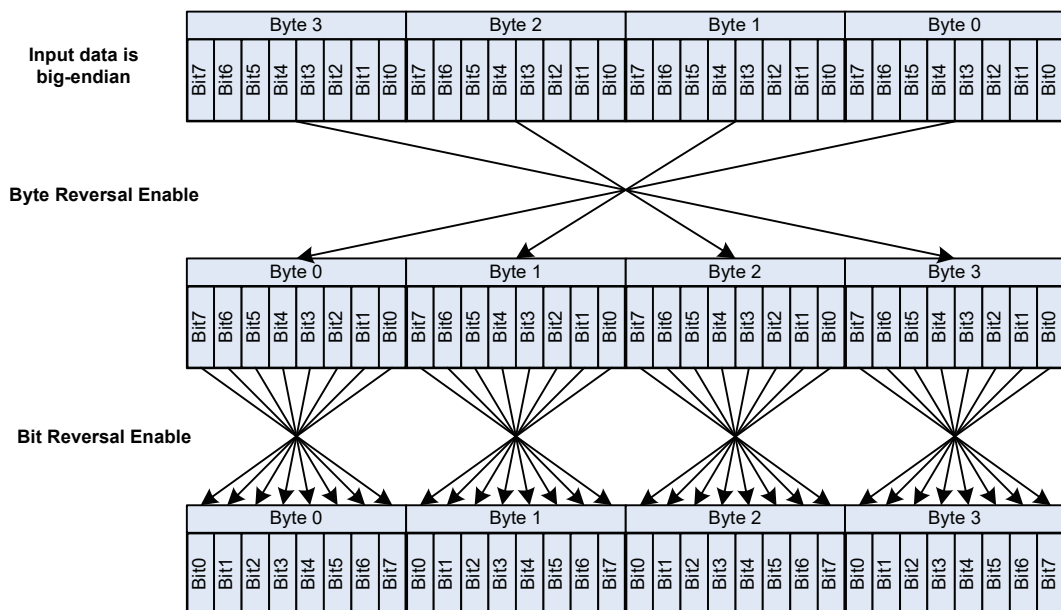 Byte 3 Byte 2 Byte 1 Byte 0
Input data is
big-endian
Bit7 Bit6 Bit5 Bit4 Bit3 Bit2 Bit1 Bit0 Bit7 Bit6 Bit5 Bit4 Bit3 Bit2 Bit1 Bit0 Bit7 Bit6 Bit5 Bit4 Bit3 Bit2 Bit1 Bit0 Bit7 Bit6 Bit5 Bit4 Bit3 Bit2 Bit1 Bit0
Byte Reversal Enable
Byte 0 Byte 1 Byte 2 Byte 3
Bit7 Bit6 Bit5 Bit4 Bit3 Bit2 Bit1 Bit0 Bit7 Bit6 Bit5 Bit4 Bit3 Bit2 Bit1 Bit0 Bit7 Bit6 Bit5 Bit4 Bit3 Bit2 Bit1 Bit0 Bit7 Bit6 Bit5 Bit4 Bit3 Bit2 Bit1 Bit0
Bit Reversal Enable
Byte 0 Byte 1 Byte 2 Byte 3
Bit0 Bit1 Bit2 Bit3 Bit4 Bit5 Bit6 Bit7 Bit0 Bit1 Bit2 Bit3 Bit4 Bit5 Bit6 Bit7 Bit0 Bit1 Bit2 Bit3 Bit4 Bit5 Bit6 Bit7 Bit0 Bit1 Bit2 Bit3 Bit4 Bit5 Bit6 Bit7